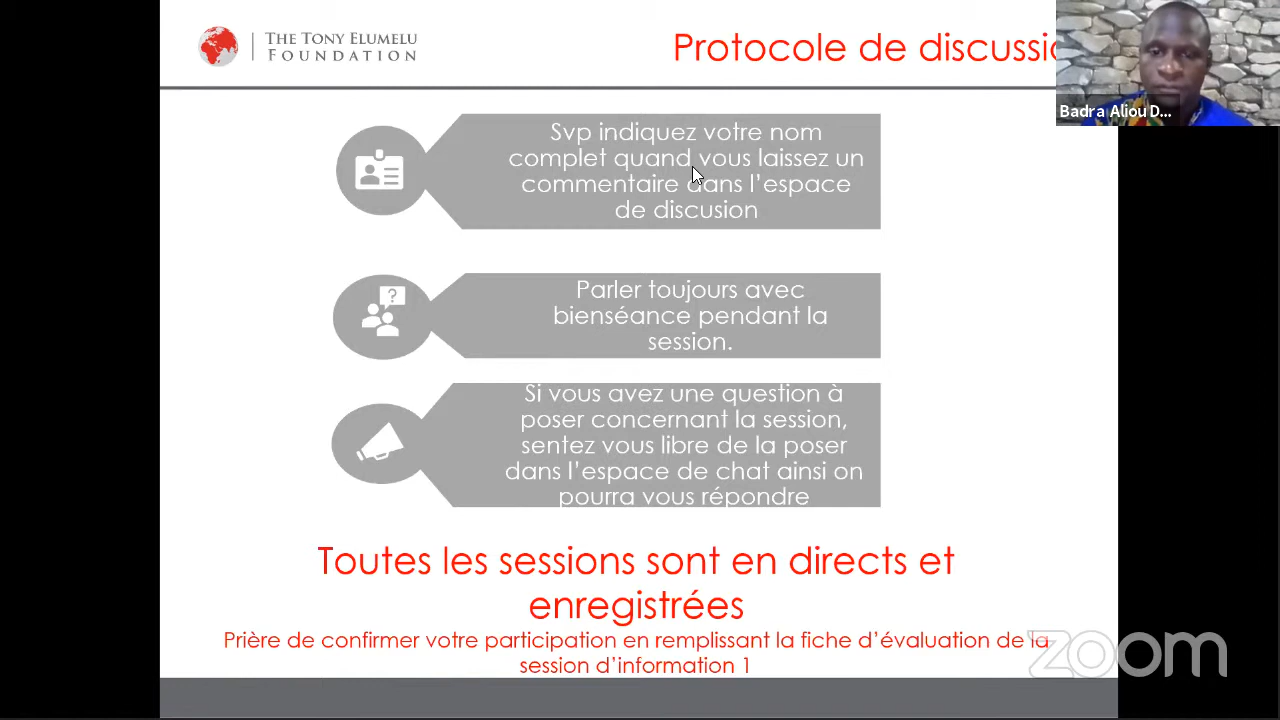 THE TONY ELUMELU
FOUNDATION
Protocole de discussio
Badra Aliou D...
Svp indiquez votre nom
complet quand vous laissez un
commentaire dans l'espace
de discusion
?
Parler toujours avec
bienséance pendant la
session.
Si vous avez une question à
poser concernant la session,
sentez vous libre de la poser
dans l'espace de chat ainsi on
pourra vous répondre
Toutes les sessions sont en directs et
enregistrées
Prière de confirmer votre participation en remplissant la fiche d'évaluation de la
session d'information 1
zoom